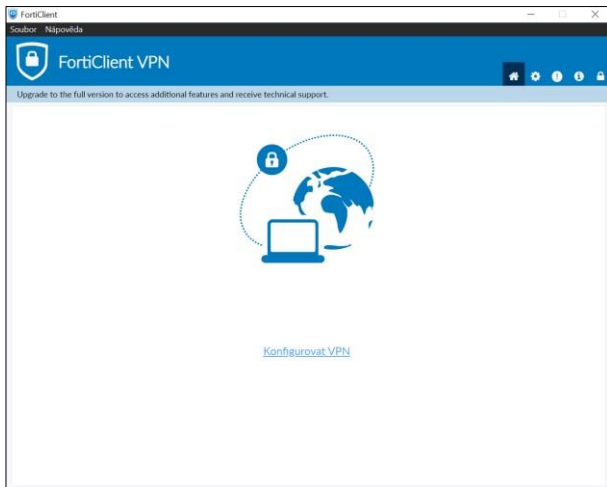 FortiClient
Soubor Nápověda
FortiClient VPN
Upgrade to the full version to access additional features and receive technical support.
Konfigurovat VPN